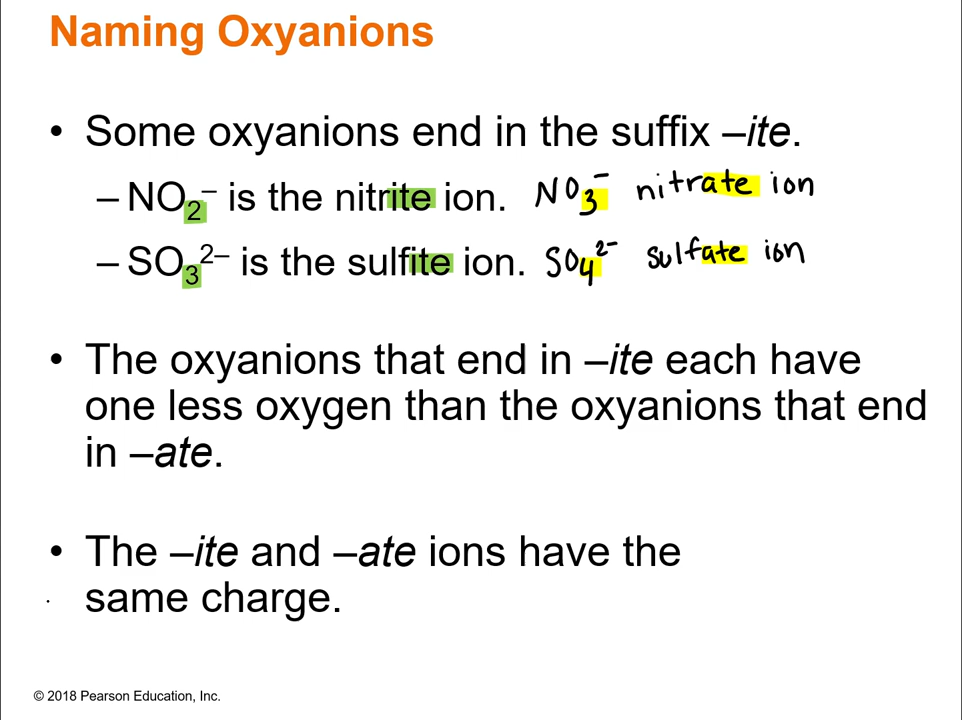 Naming Oxyanions
• Some oxyanions end in the suffix –ite.
– NO₂⁻ is the nitrite ion. NO₃⁻ nitrate ion
– SO₃²⁻ is the sulfite ion. SO₄²⁻ sulfate ion
• The oxyanions that end in –ite each have
one less oxygen than the oxyanions that end
in –ate.
• The –ite and –ate ions have the
same charge.
© 2018 Pearson Education, Inc.